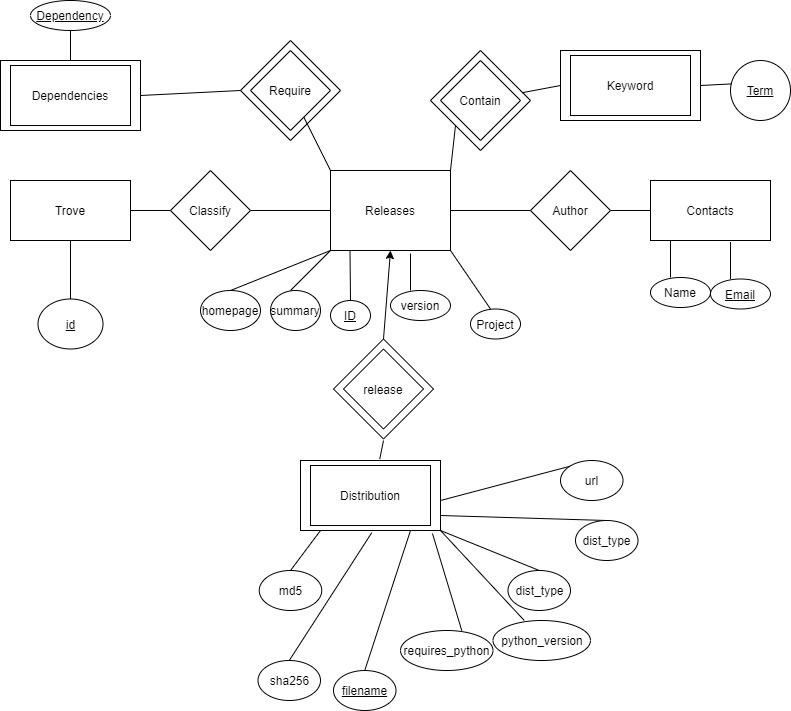 Dependency
Dependencies
Require
Contain
Keyword
Term
Trove
Classify
Releases
Author
Contacts
id
homepage
summary
ID
version
Project
Name
Email
release
Distribution
url
dist_type
md5
dist_type
python_version
requires_python
sha256
filename